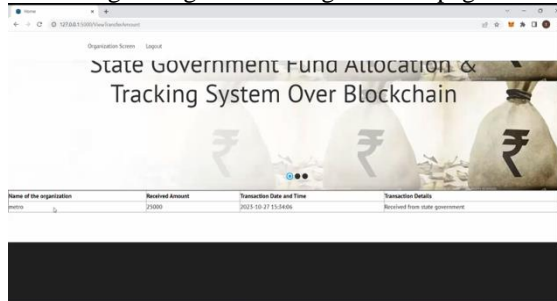 Home
127.0.0.1:5000/ViewTransferAmount
Organization Screen Logout
State Government Fund Allocation &
Tracking System Over Blockchain
Name of the organization Received Amount Transaction Date and Time Transaction Details
metro 25000 2023-10-27 15:34:06 Received from state government